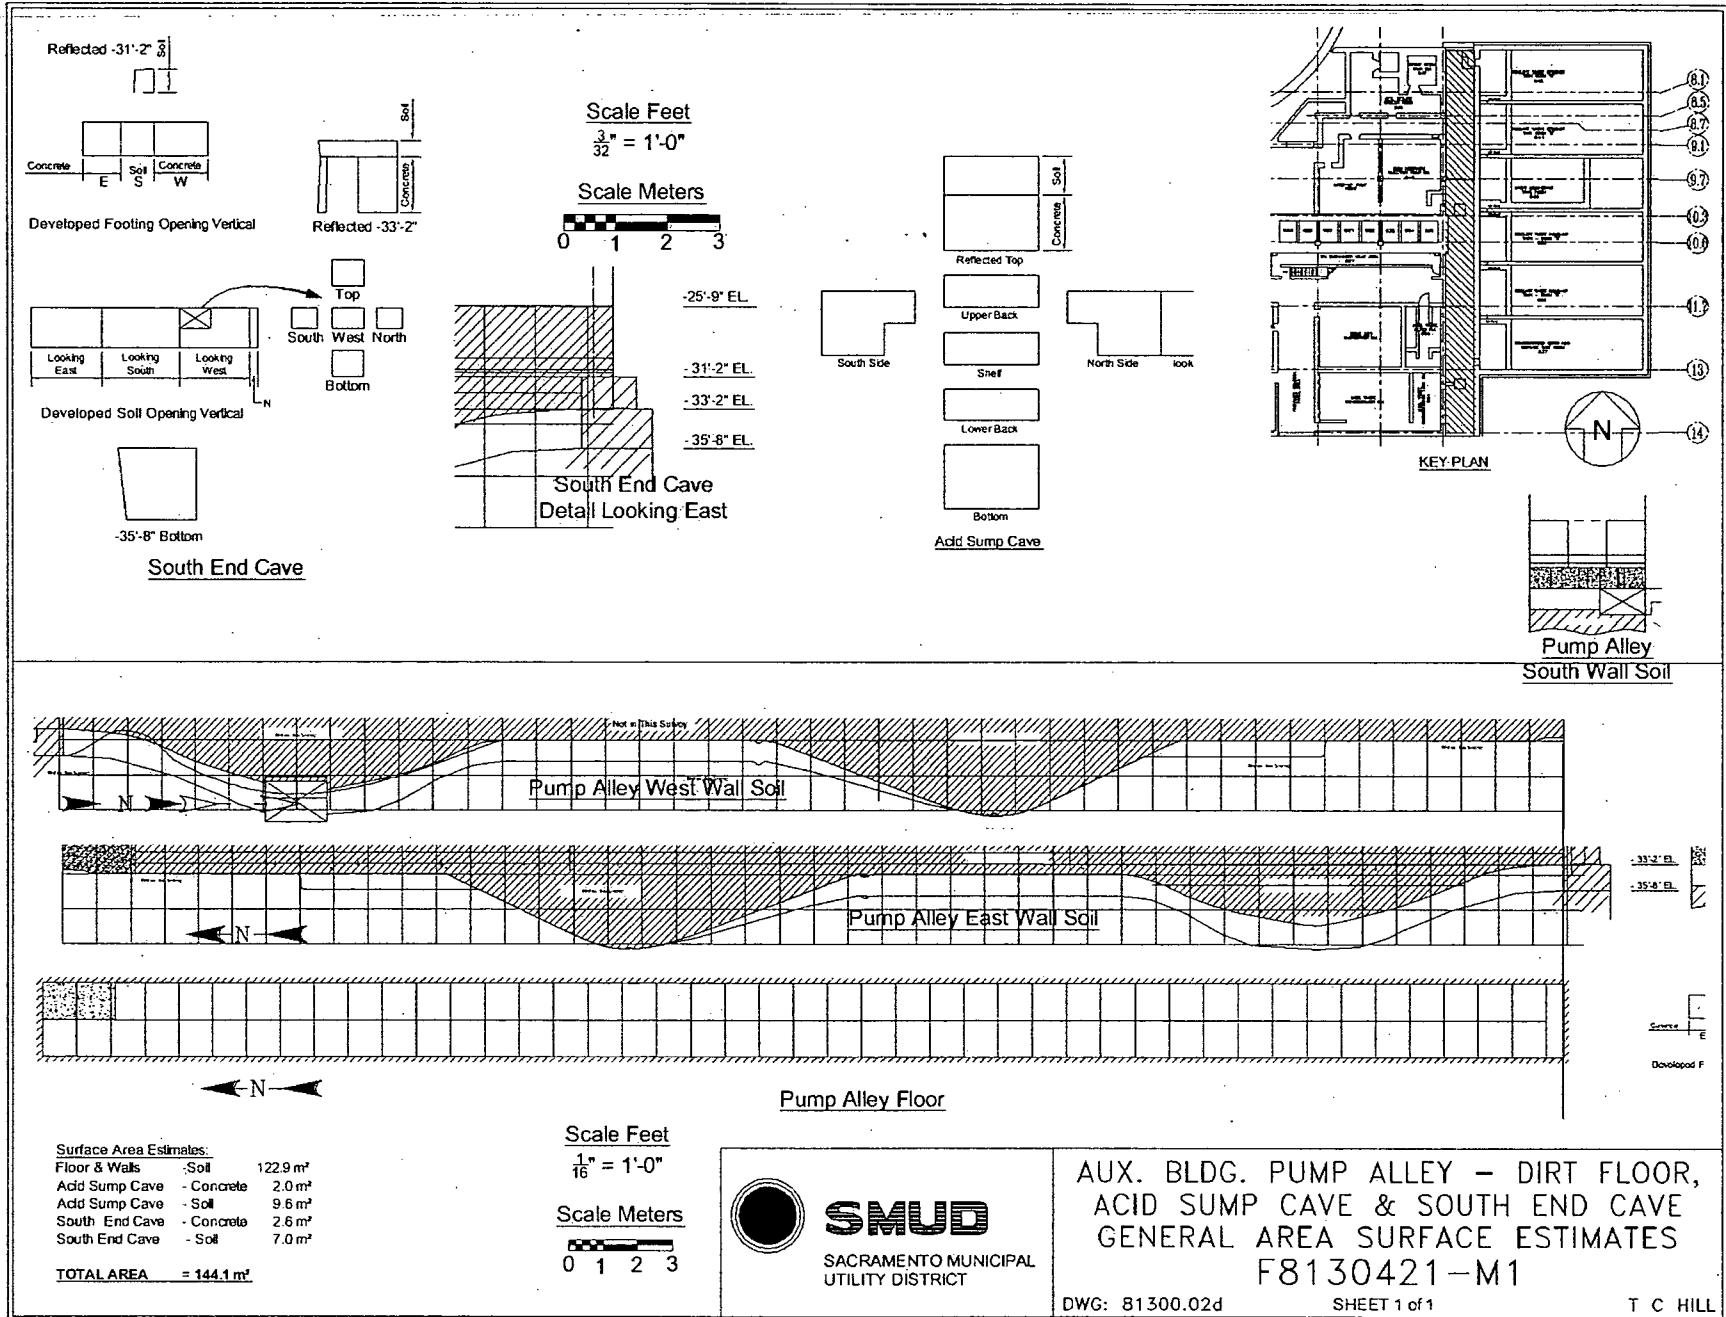 Reflected -31'-2"
Soil
Concrete
Soil
Concrete
E
S
W
Developed Footing Opening Vertical
Soil
Concrete
Reflected -33'-2"
Scale Feet
3/32" = 1'-0"
Scale Meters
0 1 2 3
Looking East
Looking South
Looking West
N
Developed Soil Opening Vertical
Top
South
West
North
Bottom
-35'-8" Bottom
South End Cave
-25'-9" EL.
- 31'-2" EL.
- 33'-2" EL.
- 35'-8" EL.
South End Cave
Detail Looking East
Soil
Concrete
Reflected Top
Upper Back
Shelf
Lower Back
Bottom
South Side
North Side
look
Acid Sump Cave
8.1
8.5
8.7
9.1
9.7
10.3
10.6
11.2
13
14
N
KEY-PLAN
Pump Alley
South Wall Soil
Not in This Survey
Pump Alley West Wall Soil
N
Pump Alley East Wall Soil
N
- 33'-2" EL.
- 35'-8" EL.
Concrete
E
Developed F
N
Pump Alley Floor
Surface Area Estimates:
Floor & Walls -Soil 122.9 m²
Acid Sump Cave - Concrete 2.0 m²
Acid Sump Cave - Soil 9.6 m²
South End Cave - Concrete 2.6 m²
South End Cave - Soil 7.0 m²
TOTAL AREA = 144.1 m²
Scale Feet
1/16" = 1'-0"
Scale Meters
0 1 2 3
SMUD
SACRAMENTO MUNICIPAL
UTILITY DISTRICT
AUX. BLDG. PUMP ALLEY – DIRT FLOOR,
ACID SUMP CAVE & SOUTH END CAVE
GENERAL AREA SURFACE ESTIMATES
F8130421–M1
DWG: 81300.02d
SHEET 1 of 1
T C HILL